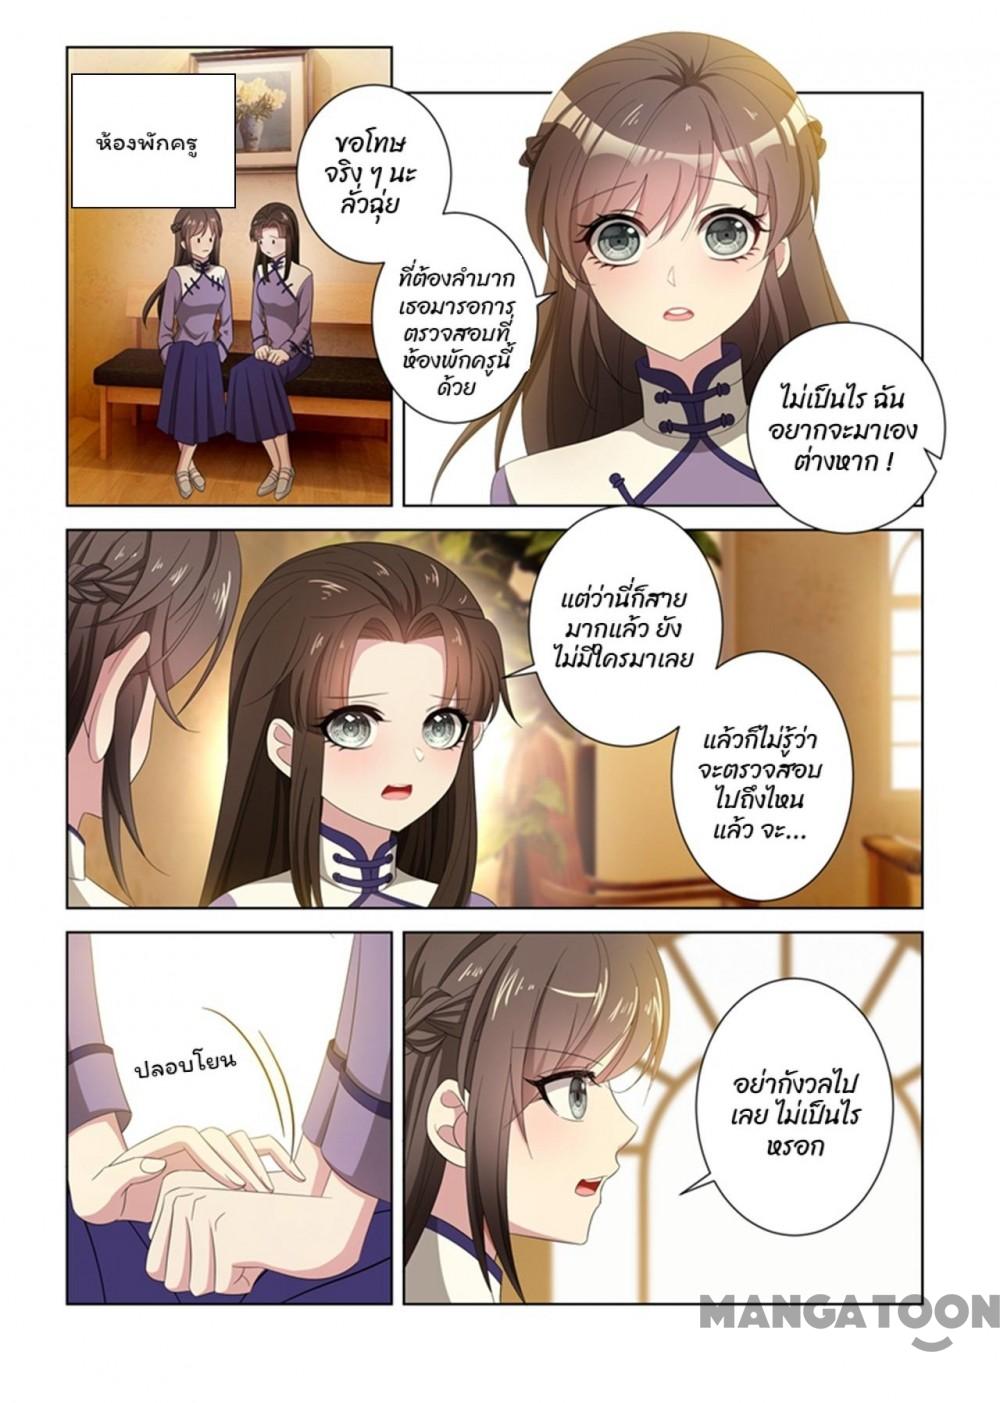 ห้องพักครู
ขอโทษ
จริง ๆ นะ
ลั่วฉุ่ย
ที่ต้องลำบาก
เธอมารอการ
ตรวจสอบที่
ห้องพักครูนี้
ด้วย
ไม่เป็นไร ฉัน
อยากจะมาเอง
ต่างหาก !
แต่ว่านี่ก็สาย
มากแล้ว ยัง
ไม่มีใครมาเลย
แล้วก็ไม่รู้ว่า
จะตรวจสอบ
ไปถึงไหน
แล้ว จะ...
ปลอบโยน
อย่ากังวลไป
เลย ไม่เป็นไร
หรอก
MANGATOON